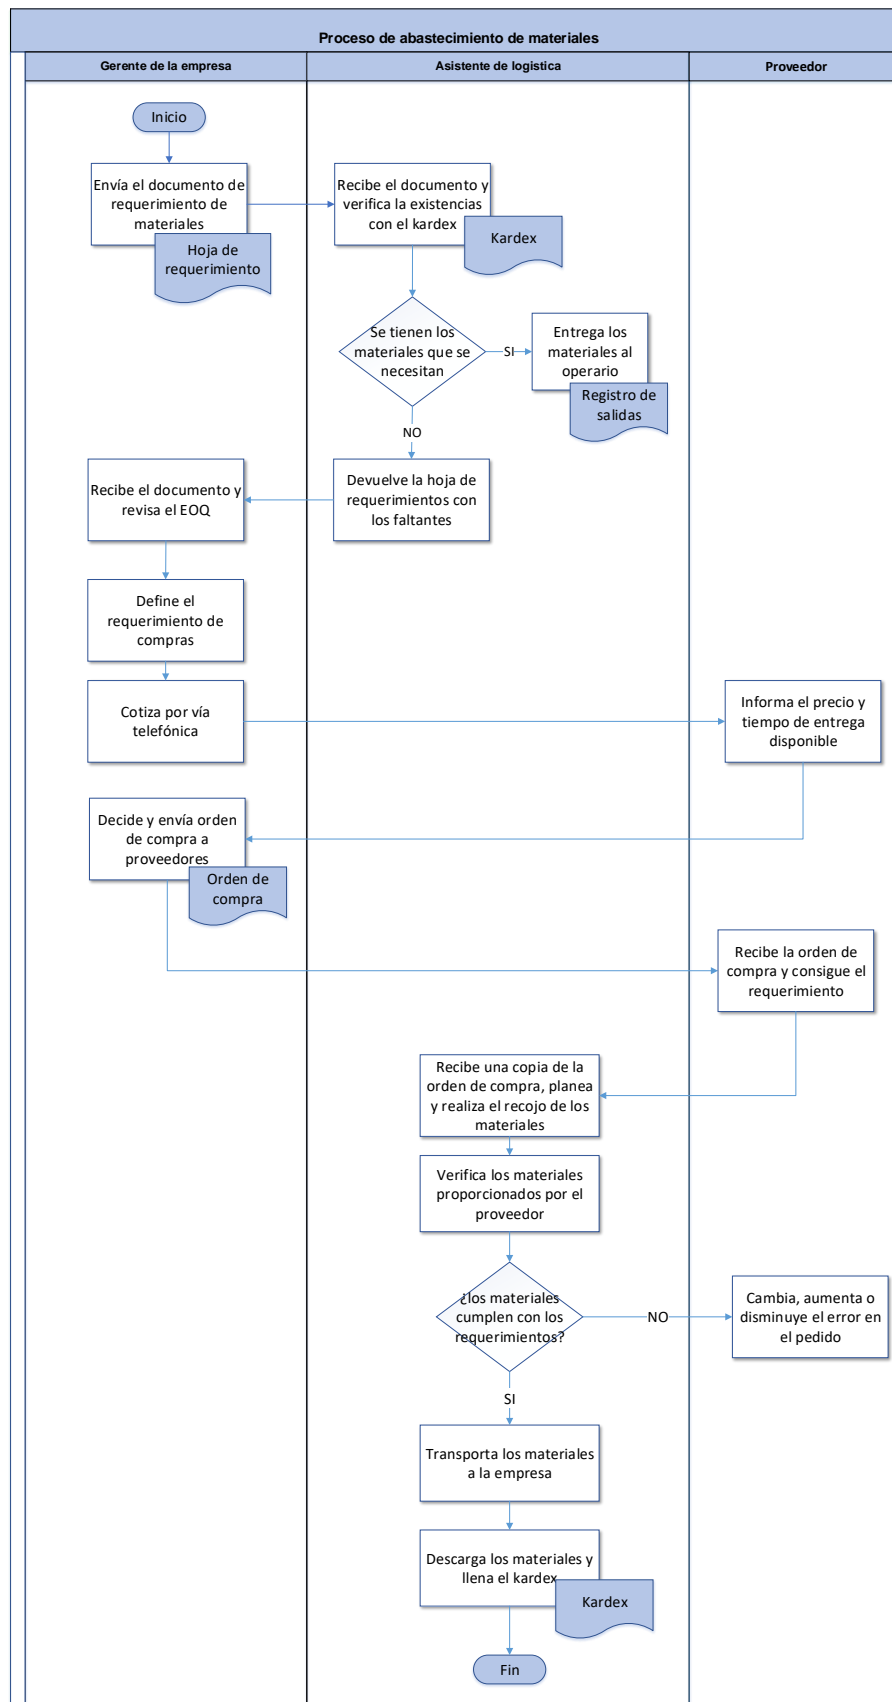 Proceso de abastecimiento de materiales
Gerente de la empresa
Asistente de logistica
Proveedor
Inicio
Envía el documento de
requerimiento de
materiales
Hoja de
requerimiento
Recibe el documento y
verifica la existencias
con el kardex
Kardex
Se tienen los
materiales que se
necesitan
SI
Entrega los
materiales al
operario
Registro de
salidas
NO
Devuelve la hoja de
requerimientos con
los faltantes
Recibe el documento y
revisa el EOQ
Define el
requerimiento de
compras
Cotiza por vía
telefónica
Informa el precio y
tiempo de entrega
disponible
Decide y envía orden
de compra a
proveedores
Orden de
compra
Recibe la orden de
compra y consigue el
requerimiento
Recibe una copia de la
orden de compra, planea
y realiza el recojo de los
materiales
Verifica los materiales
proporcionados por el
proveedor
¿los materiales
cumplen con los
requerimientos?
NO
Cambia, aumenta o
disminuye el error en
el pedido
SI
Transporta los materiales
a la empresa
Descarga los materiales y
llena el kardex
Kardex
Fin